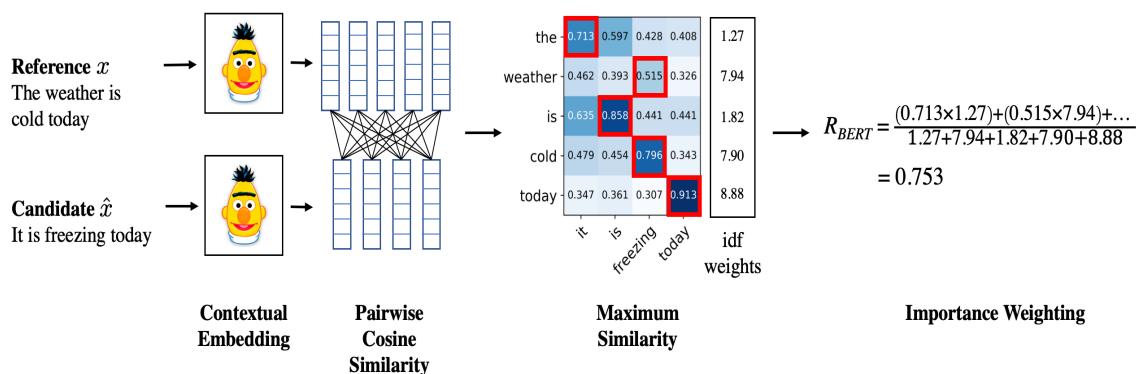 Reference x
The weather is
cold today
Candidate x̂
It is freezing today
Contextual
Embedding
Pairwise
Cosine
Similarity
the 0.713 0.597 0.428 0.408 1.27
weather 0.462 0.393 0.515 0.326 7.94
is 0.635 0.858 0.441 0.441 1.82
cold 0.479 0.454 0.796 0.343 7.90
today 0.347 0.361 0.307 0.913 8.88
it is freezing today
idf
weights
Maximum
Similarity
R_BERT = (0.713×1.27)+(0.515×7.94)+...
1.27+7.94+1.82+7.90+8.88
= 0.753
Importance Weighting